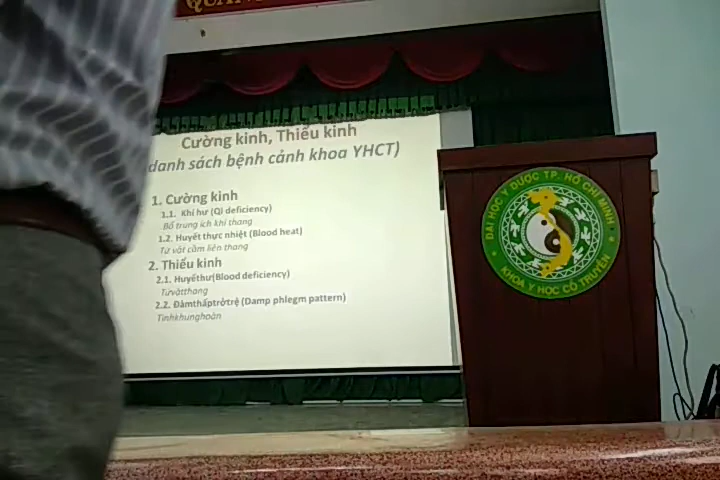 QUAN
Cường kinh, Thiểu kinh
danh sách bệnh cảnh khoa YHCT)
1. Cường kinh
1.1. Khí hư (Qi deficiency)
Bổ trung ích khí thang
1.2. Huyết thực nhiệt (Blood heat)
Tứ vật cầm liên thang
2. Thiểu kinh
2.1. Huyếthư(Blood deficiency)
Tứvậtthang
2.2. Đàmthấptrởtrệ (Damp phlegm pattern)
Tinhkhunghoàn
ĐẠI HỌC Y DƯỢC TP. HỒ CHÍ MINH
KHOA Y HỌC CỔ TRUYỀN